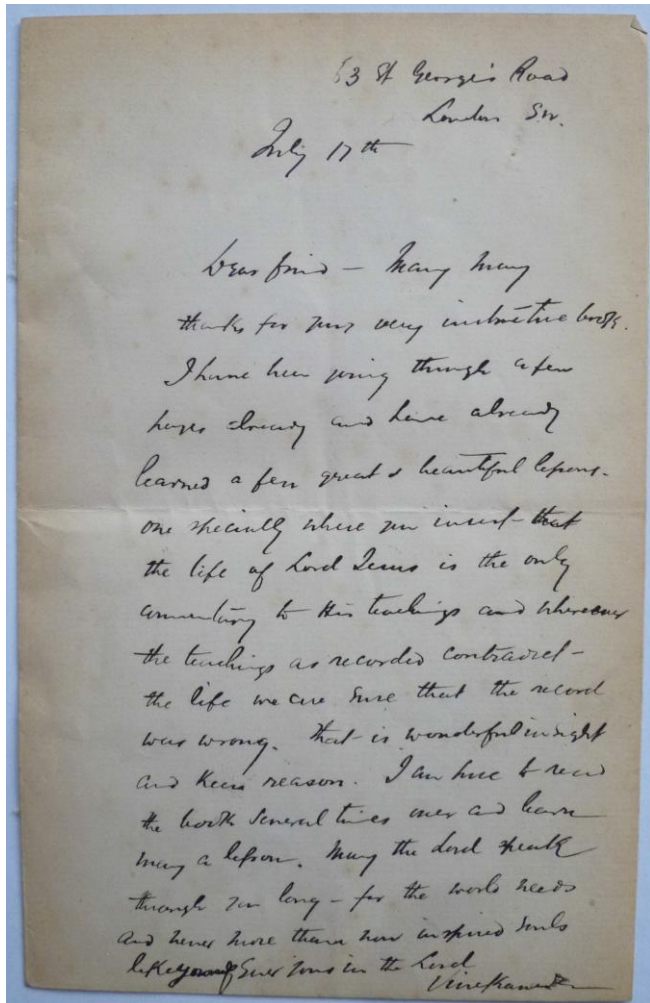 63 St George's Road
London SW.
July 17th
Dear friend — Many many
thanks for your very instructive book.
I have been going through a few
pages already and have already
learned a few great & beautiful lessons.
one specially where you insist that
the life of Lord Jesus is the only
commentary to His teachings and wherever
the teachings as recorded contradict
the life we are sure that the record
was wrong. That is wonderful insight
and keen reason. I am sure to read
the book several times over and learn
many a lesson. May the Lord speak
through you long — for the world needs
and never more than now inspired souls
like yours Ever yours in the Lord
Vivekananda